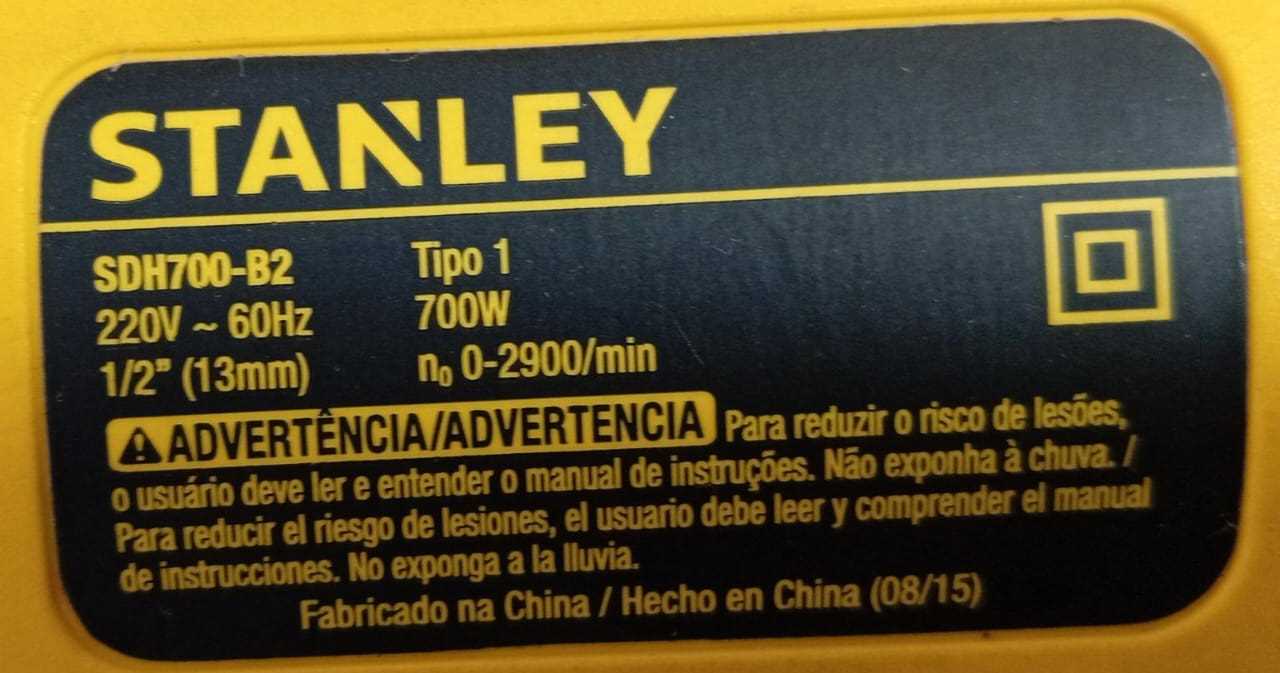 STANLEY
SDH700-B2 Tipo 1
220V ~ 60Hz 700W
1/2” (13mm) n₀ 0-2900/min
ADVERTÊNCIA/ADVERTENCIA Para reduzir o risco de lesões,
o usuário deve ler e entender o manual de instruções. Não exponha à chuva. /
Para reducir el riesgo de lesiones, el usuario debe leer y comprender el manual
de instrucciones. No exponga a la lluvia.
Fabricado na China / Hecho en China (08/15)